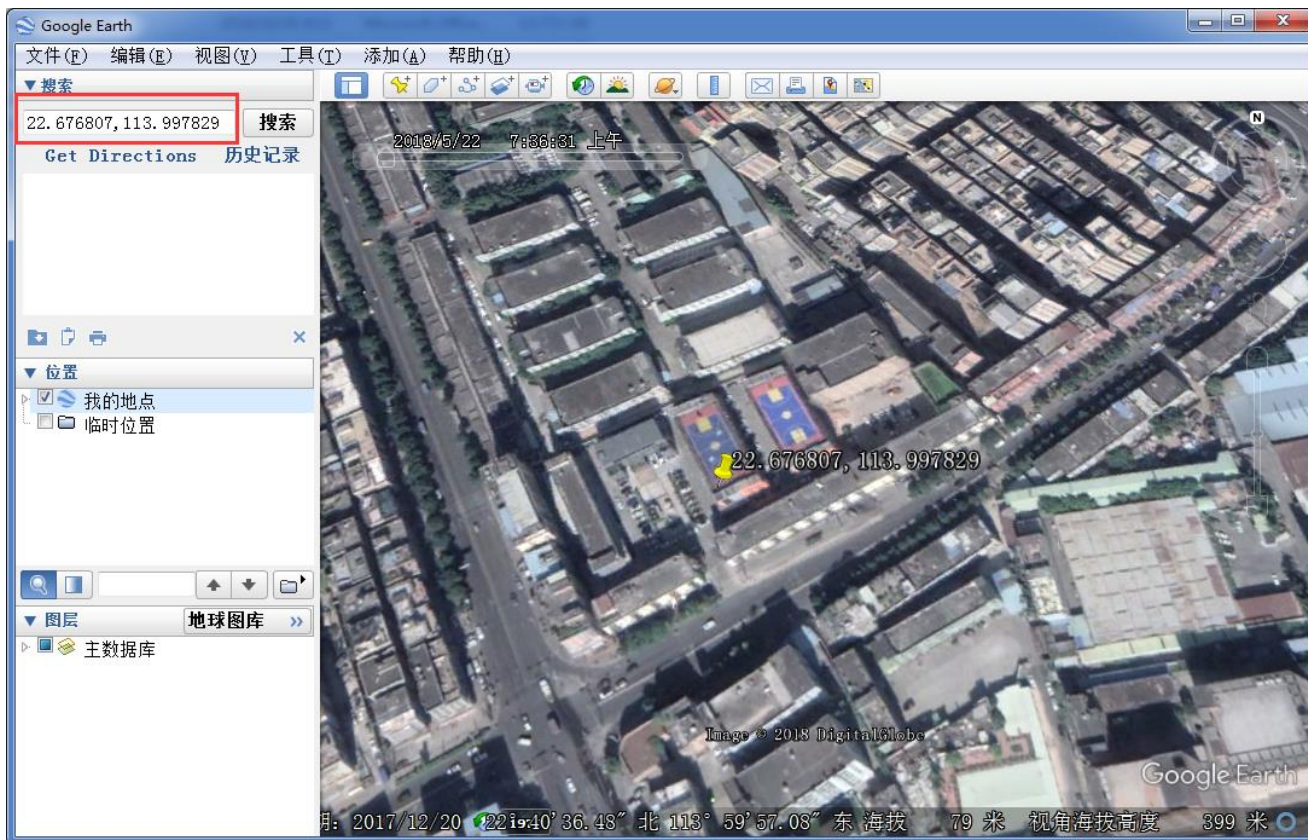 Google Earth
文件(F) 编辑(E) 视图(V) 工具(T) 添加(A) 帮助(H)
搜索
22.676807,113.997829 搜索
Get Directions 历史记录
位置
我的地点
临时位置
图层 地球图库 »
主数据库
2018/5/22 7:36:31 上午
N
22.676807, 113.997829
Image © 2018 DigitalGlobe
Google Earth
期: 2017/12/20 22°40'36.48″ 北 113° 59'57.08″ 东 海拔 79 米 视角海拔高度 399 米